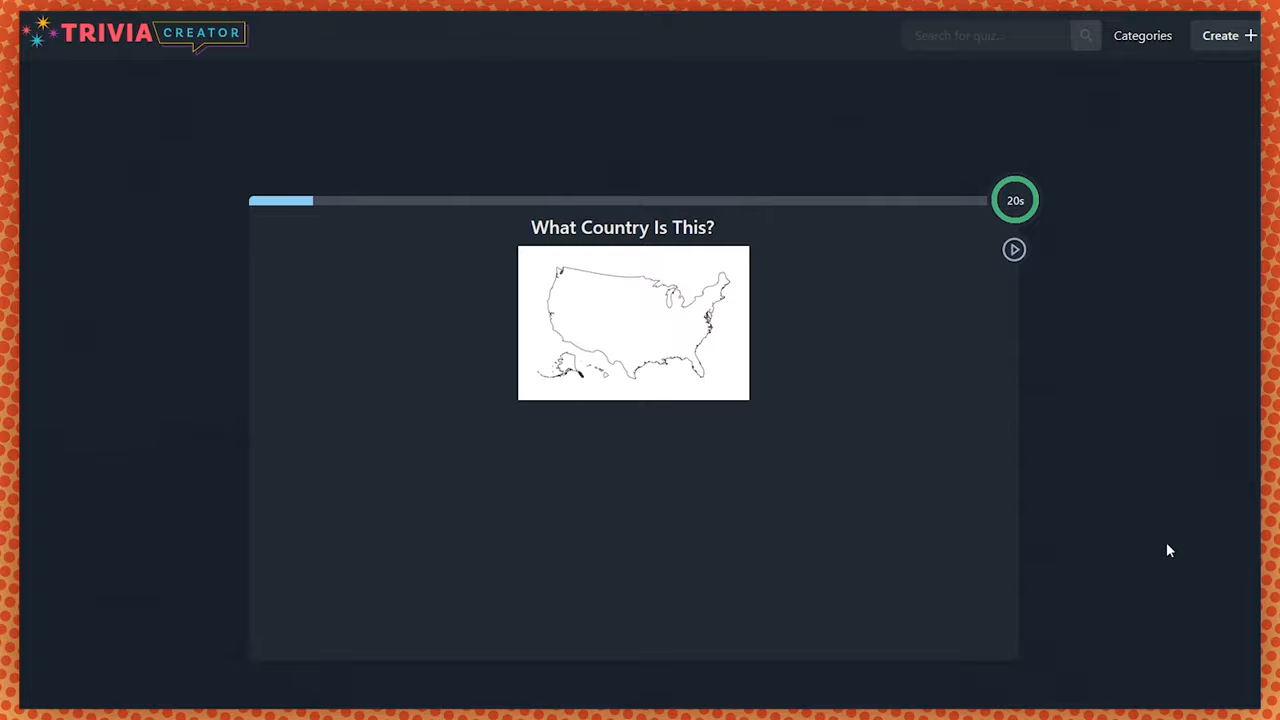 TRIVIA CREATOR
Search for quiz...
Categories
Create +
20s
What Country Is This?